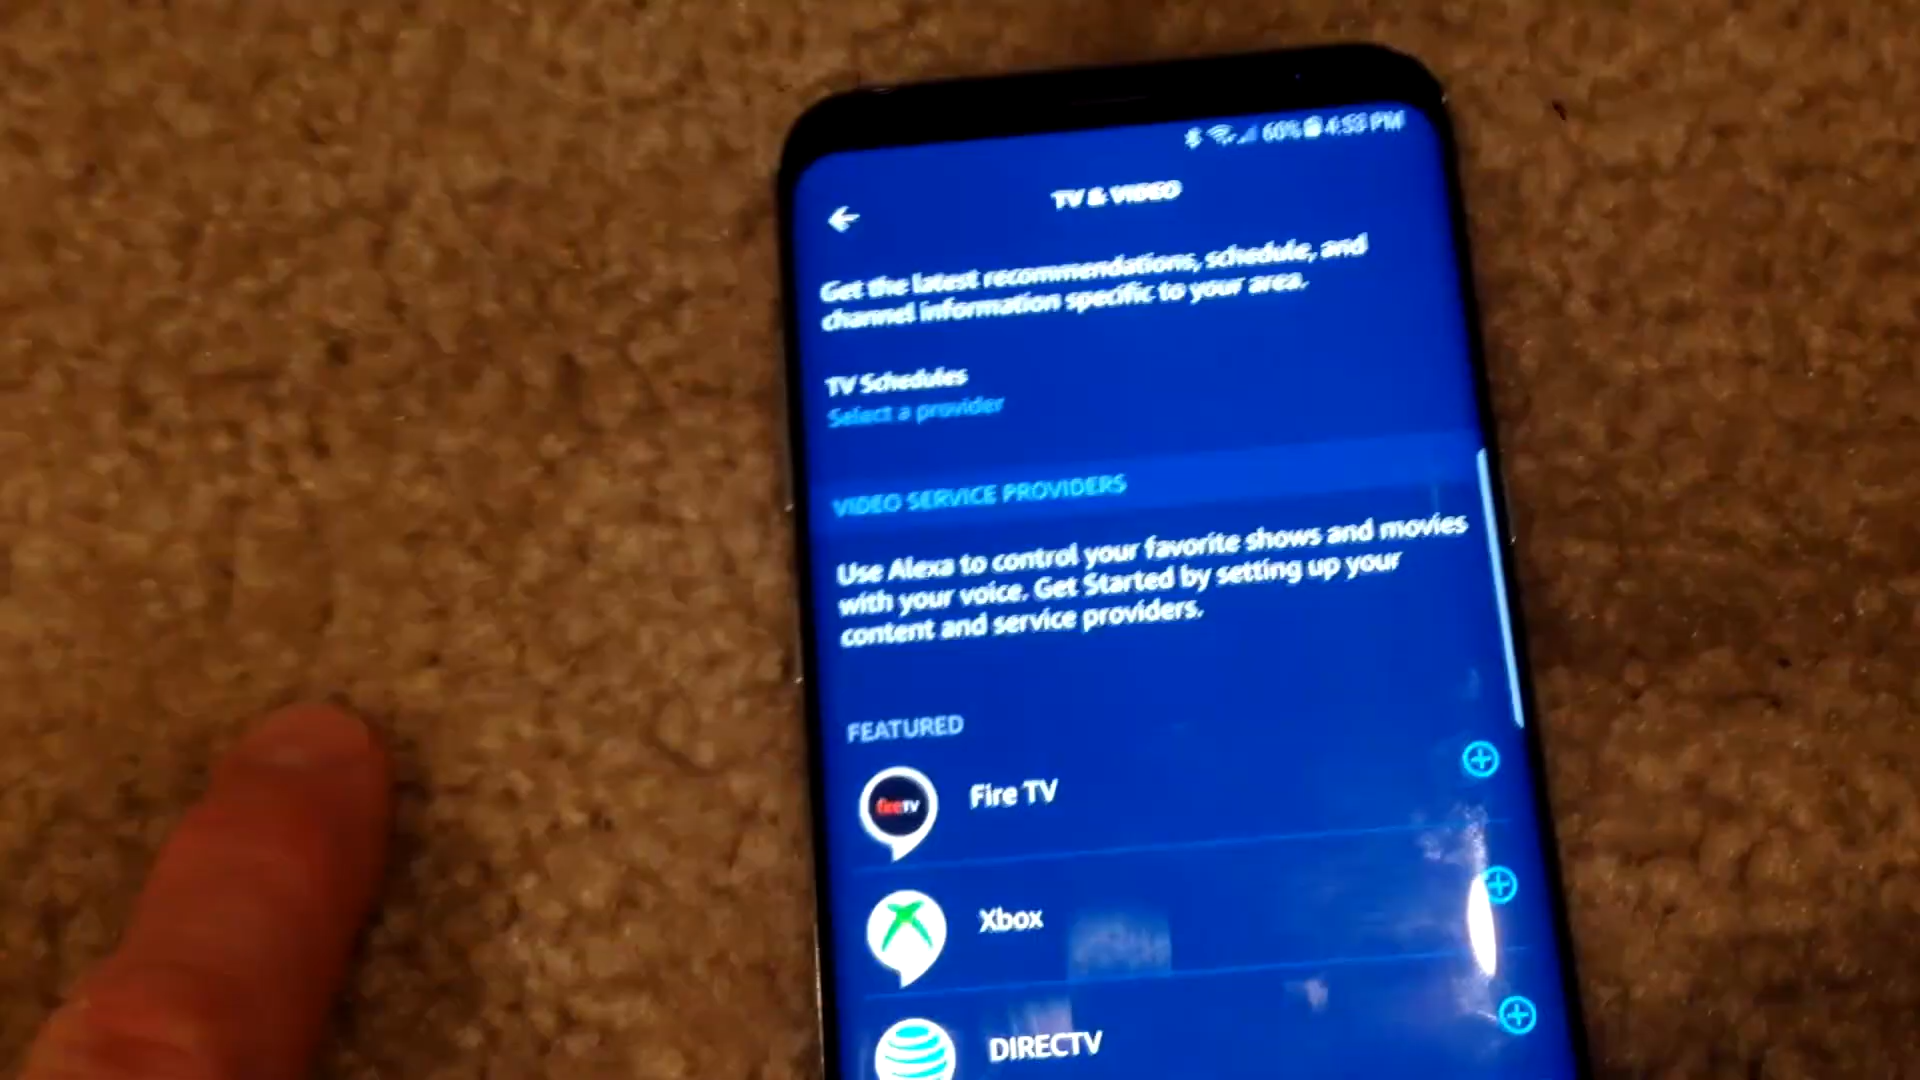 60% 4:53 PM
TV & VIDEO
Get the latest recommendations, schedule, and
channel information specific to your area.
TV Schedules
Select a provider
VIDEO SERVICE PROVIDERS
Use Alexa to control your favorite shows and movies
with your voice. Get Started by setting up your
content and service providers.
FEATURED
fireTV
Fire TV
Xbox
DIRECTV